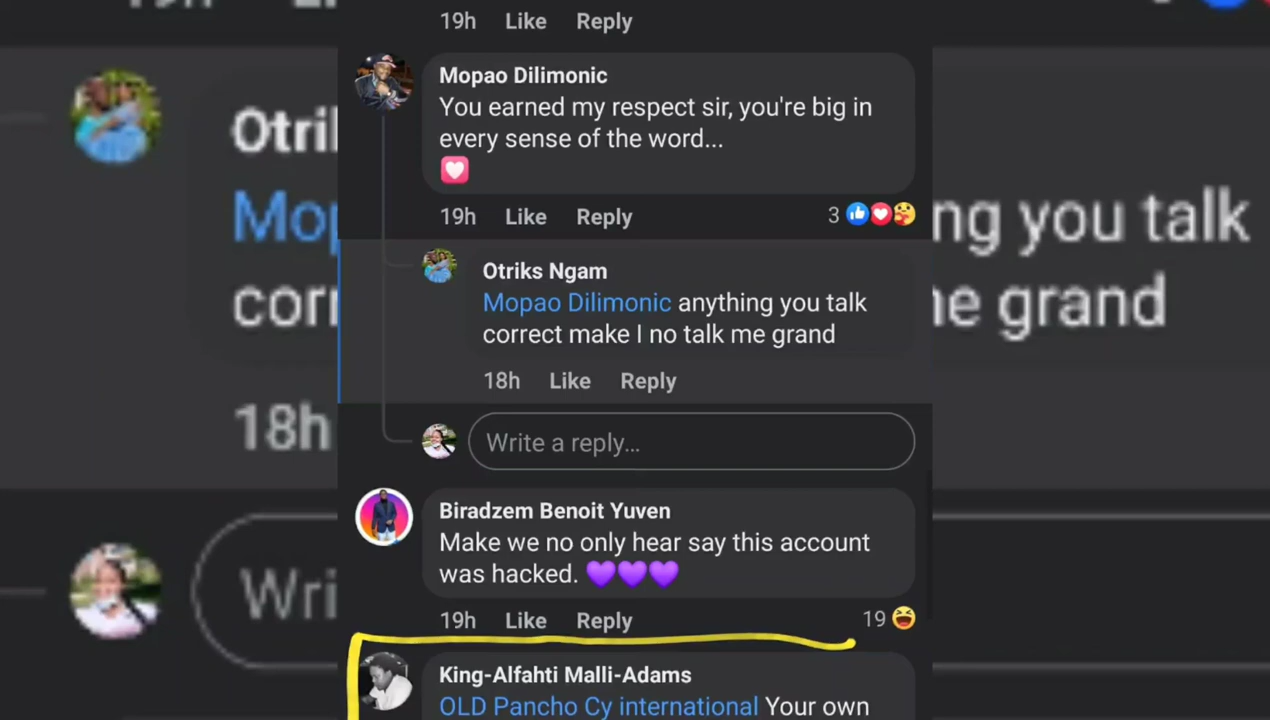 19h Like Reply
Mopao Dilimonic
You earned my respect sir, you're big in
every sense of the word...
19h Like Reply 3
Otriks Ngam
Mopao Dilimonic anything you talk
correct make I no talk me grand
18h Like Reply
Write a reply...
Biradzem Benoit Yuven
Make we no only hear say this account
was hacked. 💜💜💜
19h Like Reply 19
King-Alfahti Malli-Adams
OLD Pancho Cy international Your own
Otrik
Mop
ng you talk
corr
e grand
18h
Wri